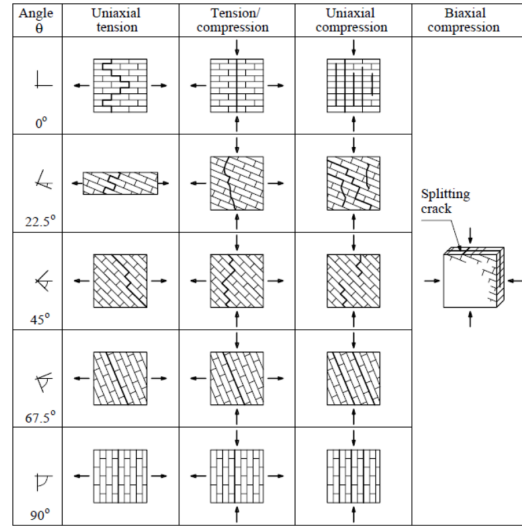 Angle
θ
Uniaxial
tension
Tension/
compression
Uniaxial
compression
Biaxial
compression
0°
22.5°
Splitting
crack
45°
67.5°
90°